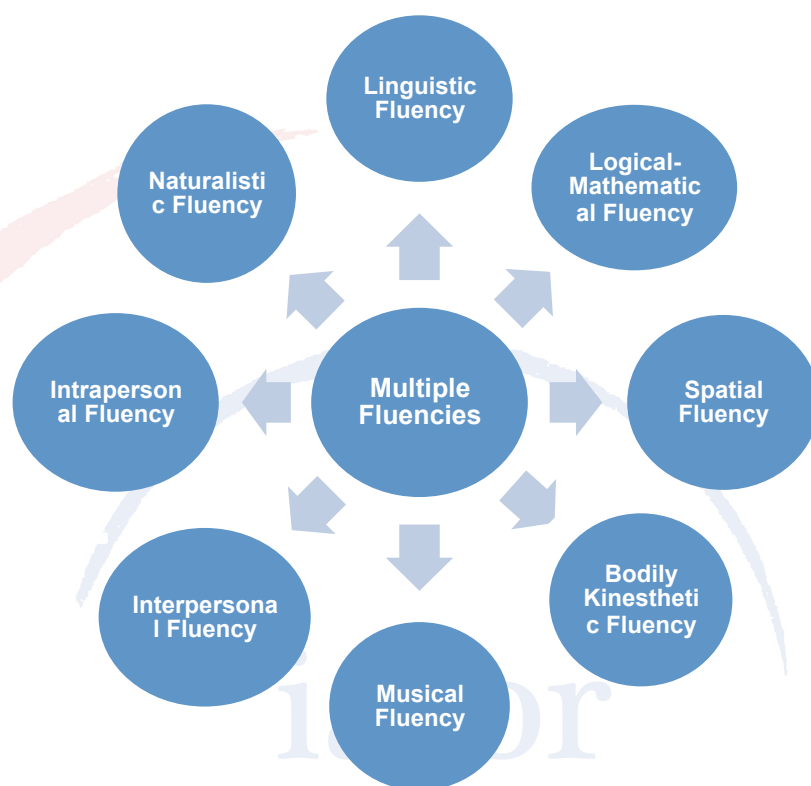 Linguistic
Fluency
Logical-
Mathematic
al Fluency
Spatial
Fluency
Bodily
Kinestheti
c Fluency
Musical
Fluency
Interpersona
l Fluency
Intraperson
al Fluency
Naturalisti
c Fluency
Multiple
Fluencies